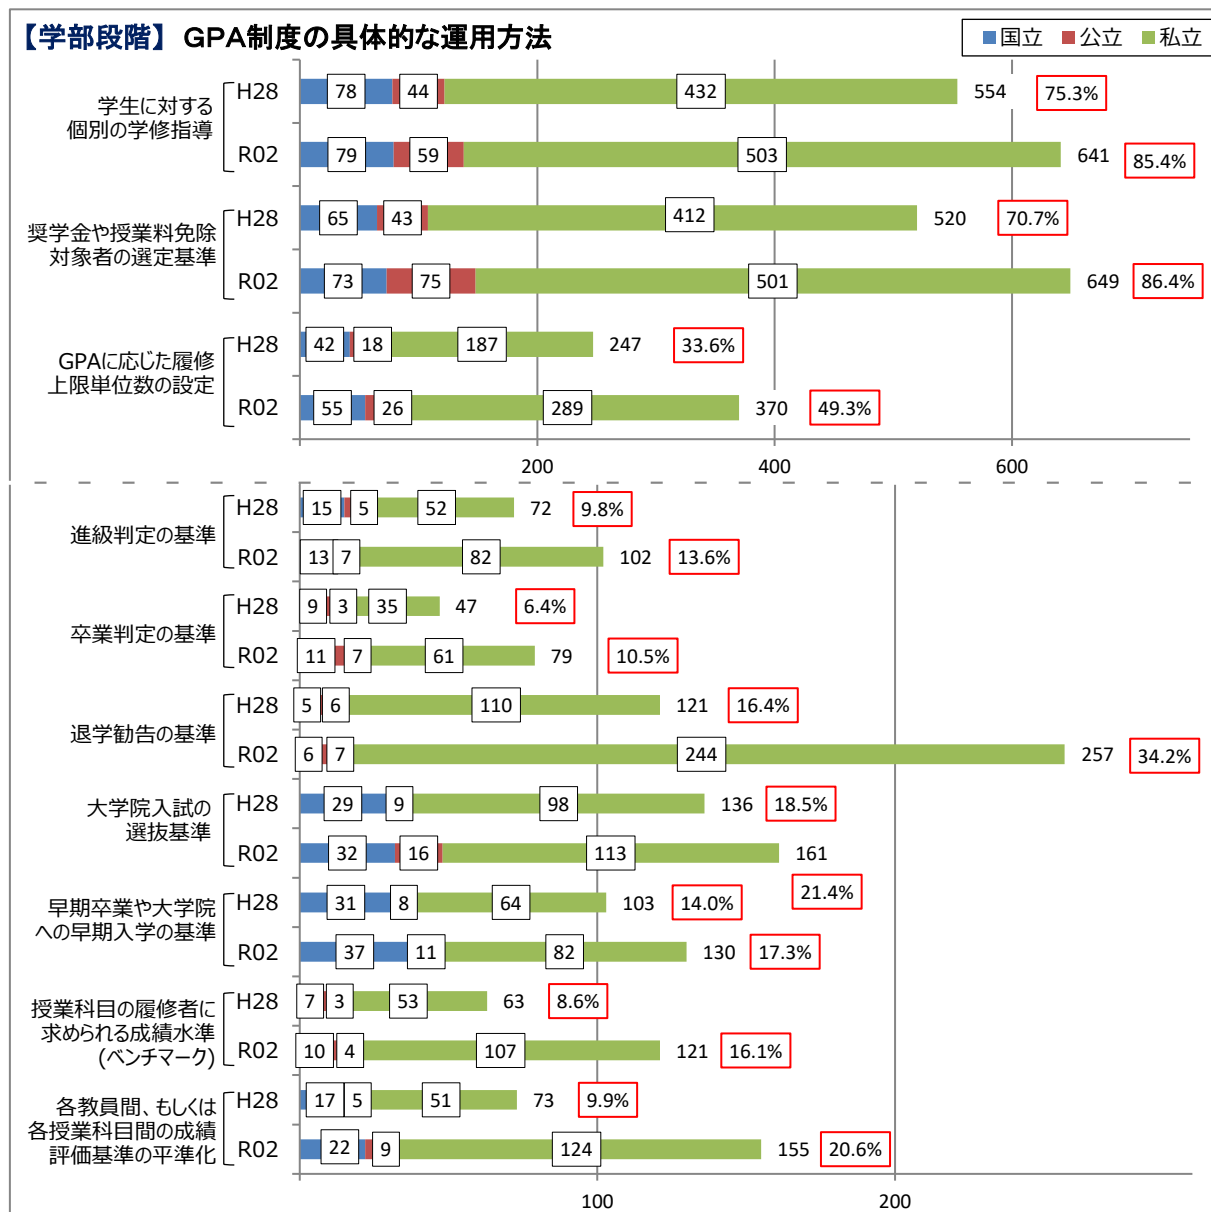 【学部段階】 GPA制度の具体的な運用方法
国立 公立 私立
学生に対する
個別の学修指導
H28 78 44 432 554 75.3%
R02 79 59 503 641 85.4%
奨学金や授業料免除
対象者の選定基準
H28 65 43 412 520 70.7%
R02 73 75 501 649 86.4%
GPAに応じた履修
上限単位数の設定
H28 42 18 187 247 33.6%
R02 55 26 289 370 49.3%
200 400 600
進級判定の基準
H28 15 5 52 72 9.8%
R02 13 7 82 102 13.6%
卒業判定の基準
H28 9 3 35 47 6.4%
R02 11 7 61 79 10.5%
退学勧告の基準
H28 5 6 110 121 16.4%
R02 6 7 244 257 34.2%
大学院入試の
選抜基準
H28 29 9 98 136 18.5%
R02 32 16 113 161
21.4%
早期卒業や大学院
への早期入学の基準
H28 31 8 64 103 14.0%
R02 37 11 82 130 17.3%
授業科目の履修者に
求められる成績水準
(ベンチマーク)
H28 7 3 53 63 8.6%
R02 10 4 107 121 16.1%
各教員間、もしくは
各授業科目間の成績
評価基準の平準化
H28 17 5 51 73 9.9%
R02 22 9 124 155 20.6%
100 200